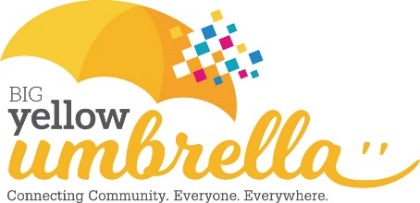 BIG
yellow
umbrella
Connecting Community. Everyone. Everywhere.